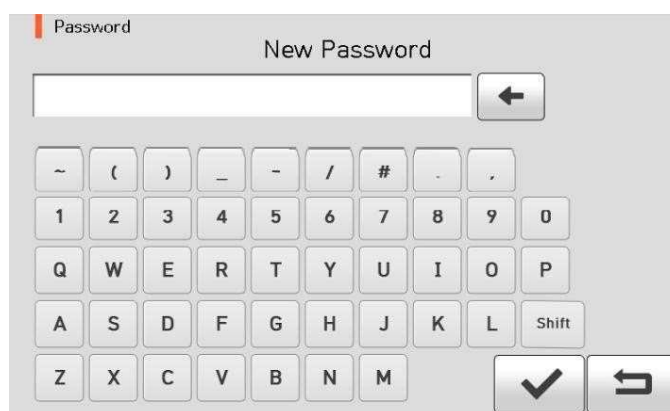 Password
New Password
~ ( ) _ - / # . ,
1 2 3 4 5 6 7 8 9 0
Q W E R T Y U I O P
A S D F G H J K L Shift
Z X C V B N M